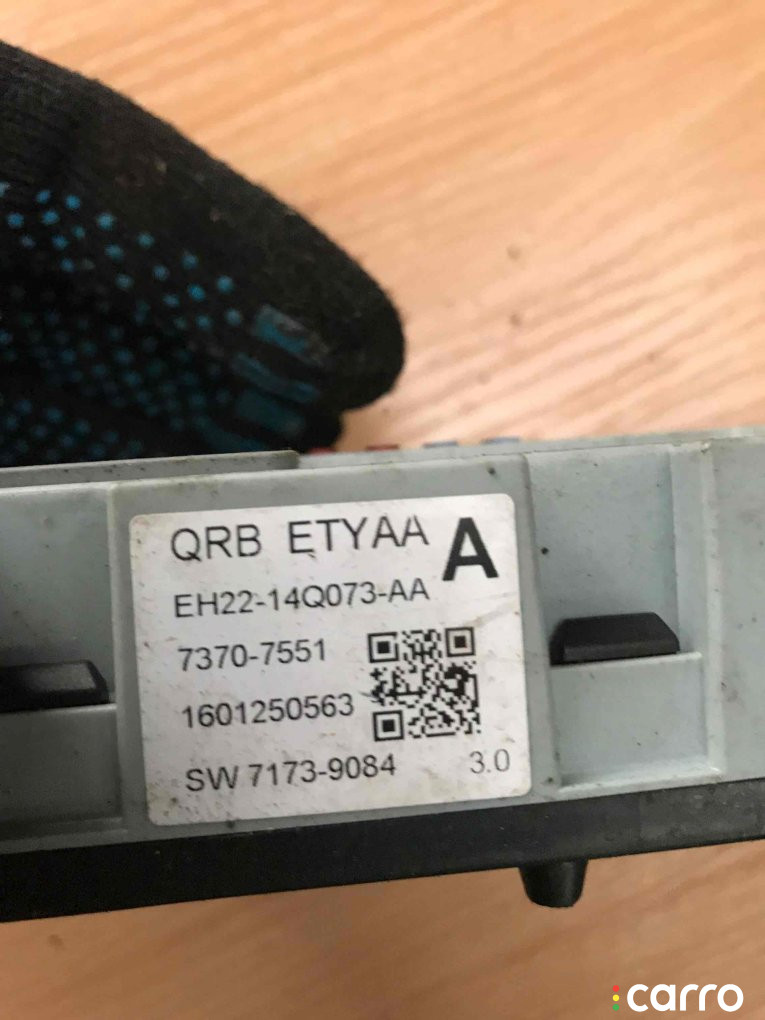 QRB ETYAA A
EH22-14Q073-AA
7370-7551
1601250563
SW 7173-9084 3.0
carro